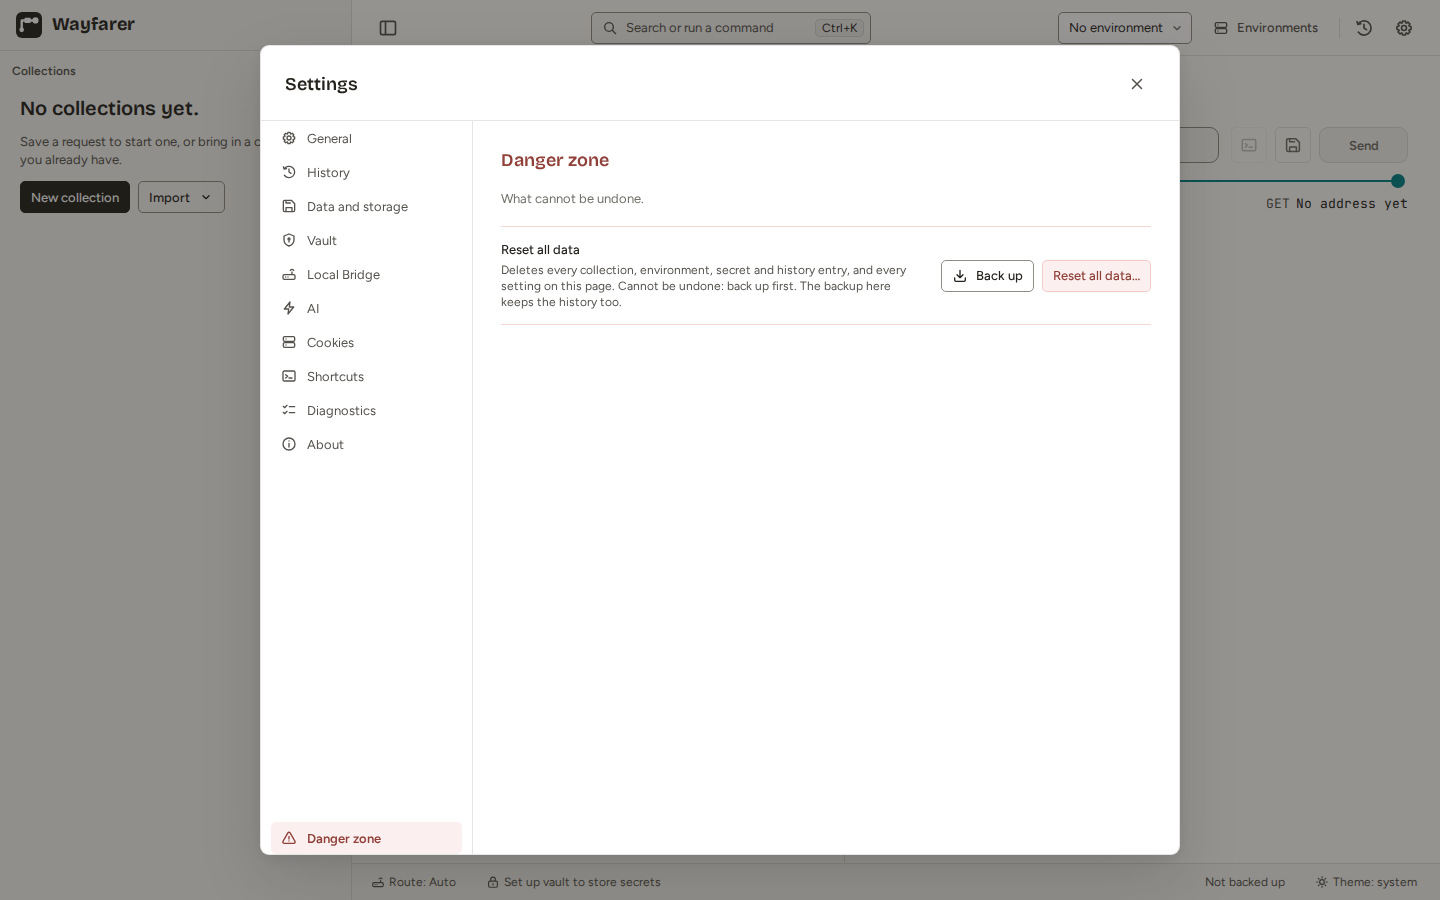 Wayfarer
Search or run a command
Ctrl+K
No environment
Environments
Collections
No collections yet.
Save a request to start one, or bring in a c
you already have.
New collection
Import
Send
GET No address yet
Settings
General
History
Data and storage
Vault
Local Bridge
AI
Cookies
Shortcuts
Diagnostics
About
Danger zone
Danger zone
What cannot be undone.
Reset all data
Deletes every collection, environment, secret and history entry, and every
setting on this page. Cannot be undone: back up first. The backup here
keeps the history too.
Back up
Reset all data...
Route: Auto
Set up vault to store secrets
Not backed up
Theme: system